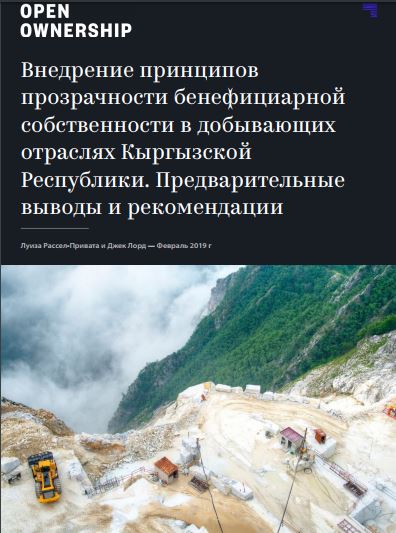 OPEN
OWNERSHIP
Внедрение принципов
прозрачности бенефициарной
собственности в добывающих
отраслях Кыргызской
Республики. Предварительные
выводы и рекомендации
Луиза Рассел•Привата и Джек Лорд — Февраль 2019 г